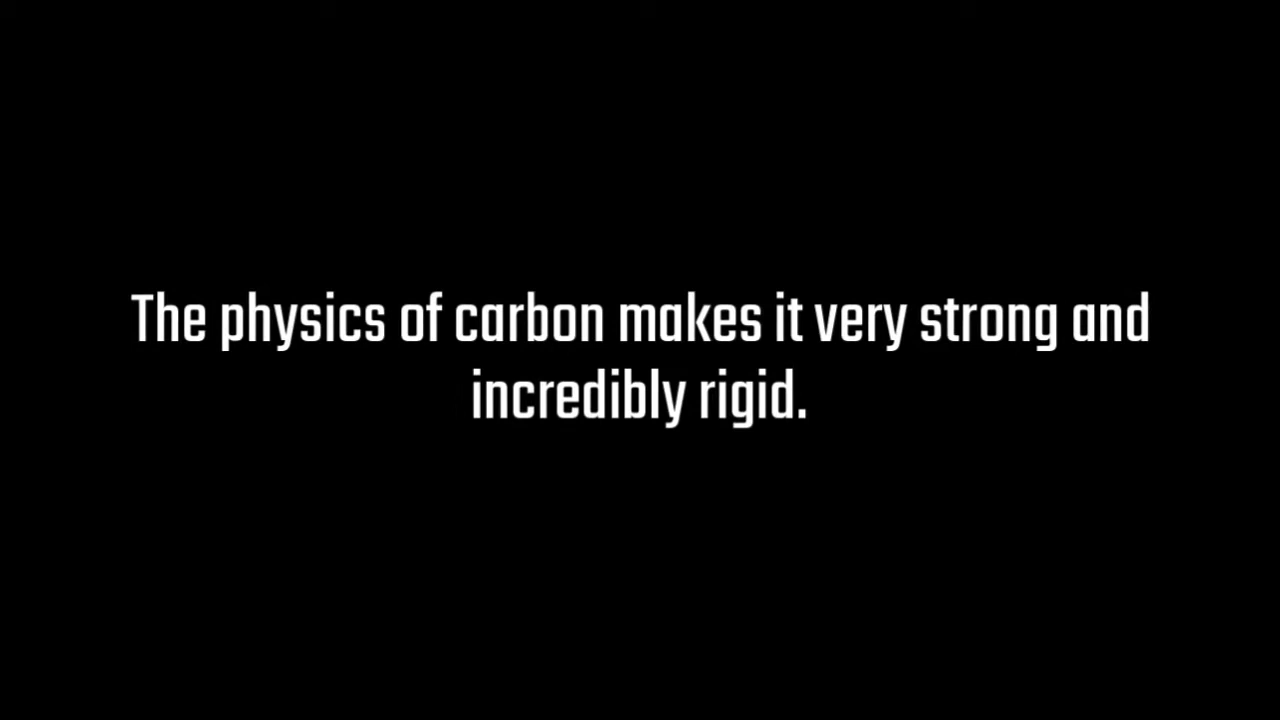 The physics of carbon makes it very strong and
incredibly rigid.